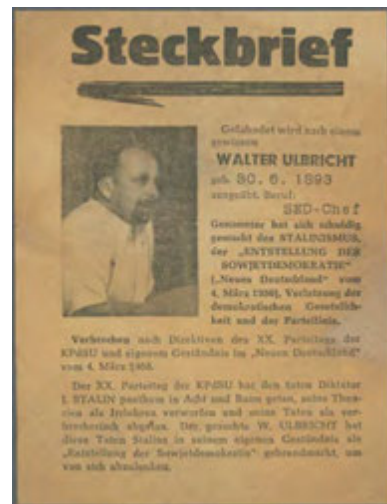 Steckbrief
Gefahndet wird nach einem
gewissen
WALTER ULBRICHT
geb. 30. 6. 1893
ausgeübt. Beruf:
SED-Chef
Genannter hat sich schuldig
gemacht des STALINISMUS,
der „ENTSTELLUNG DER
SOWJETDEMOKRATIE"
(„Neues Deutschland" vom
4. März 1956), Verletzung der
demokratischen Gesetzlich-
keit und der Parteilinie.
Verbrechen nach Direktiven des XX. Parteitages der
KPdSU und eigenem Geständnis im „Neuen Deutschland"
vom 4. März 1956.
Der XX. Parteitag der KPdSU hat den toten Diktator
J. STALIN posthum in Acht und Bann getan, seine Theo-
rien als Irrlehren verworfen und seine Taten als ver-
brecherisch abgetan. Der gesuchte W. ULBRICHT hat
diese Taten Stalins in seinem eigenen Geständnis als
„Entstellung der Sowjetdemokratie" gebrandmarkt, um
von sich abzulenken.